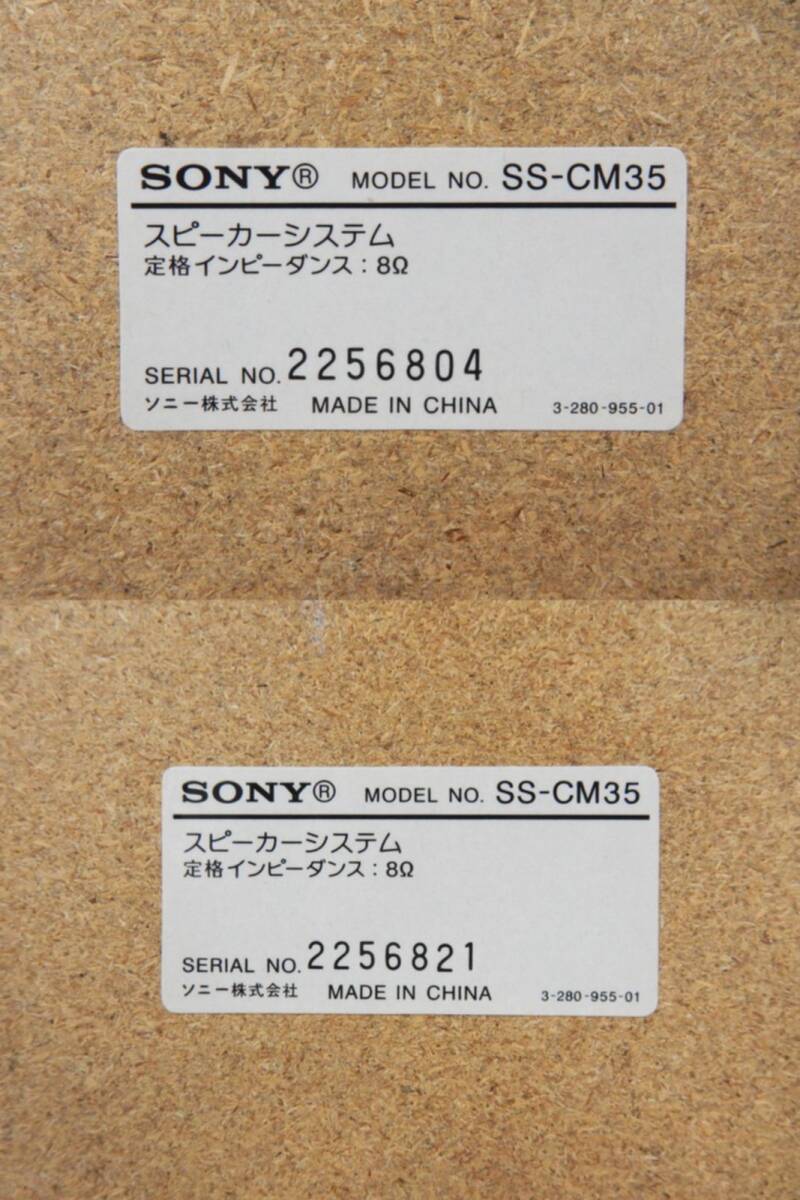 SONY® MODEL NO. SS-CM35
スピーカーシステム
定格インピーダンス：8Ω
SERIAL NO. 2256804
ソニー株式会社 MADE IN CHINA 3-280-955-01
SONY® MODEL NO. SS-CM35
スピーカーシステム
定格インピーダンス：8Ω
SERIAL NO. 2256821
ソニー株式会社 MADE IN CHINA 3-280-955-01